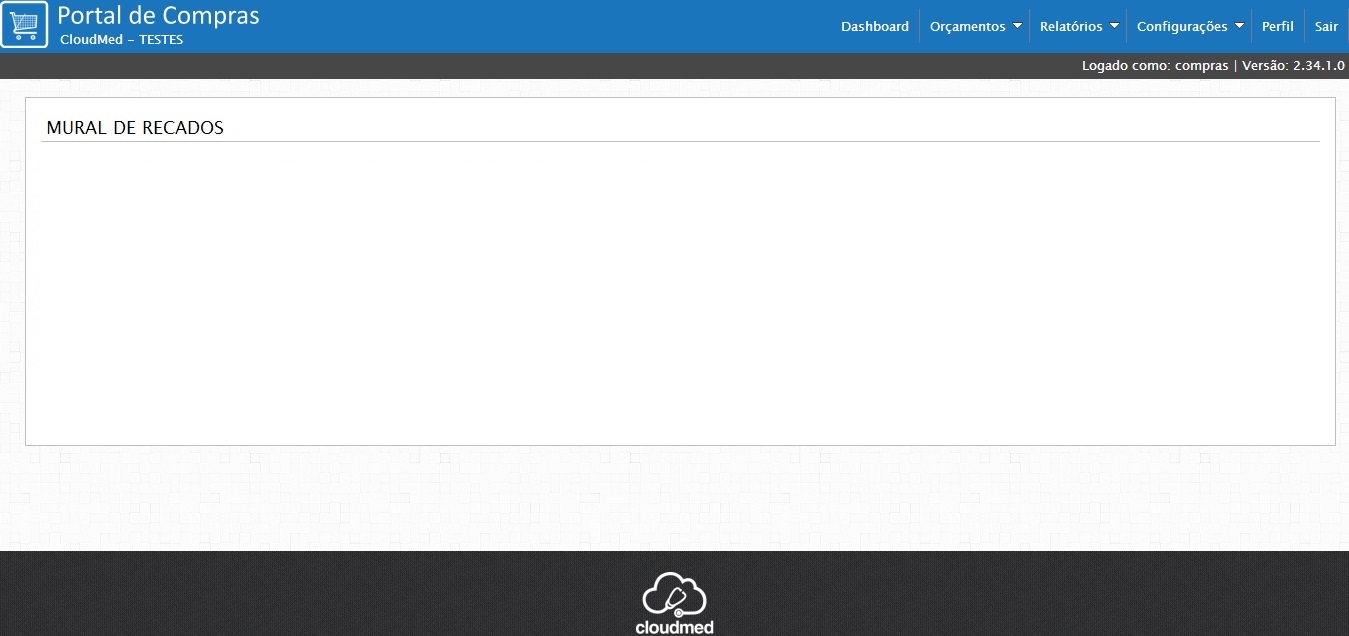 Portal de Compras
CloudMed - TESTES
Dashboard Orçamentos Relatórios Configurações Perfil Sair
Logado como: compras | Versão: 2.34.1.0
MURAL DE RECADOS
cloudmed